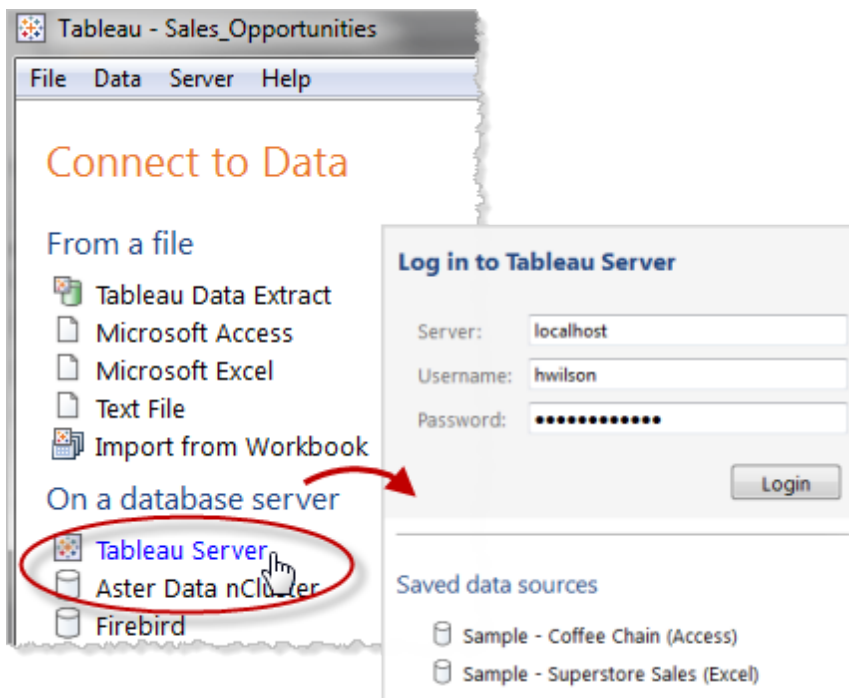 Tableau - Sales_Opportunities
File Data Server Help
Connect to Data
From a file
Tableau Data Extract
Microsoft Access
Microsoft Excel
Text File
Import from Workbook
On a database server
Tableau Server
Aster Data nCluster
Firebird
Log in to Tableau Server
Server: localhost
Username: hwilson
Password: ••••••••••••
Login
Saved data sources
Sample - Coffee Chain (Access)
Sample - Superstore Sales (Excel)